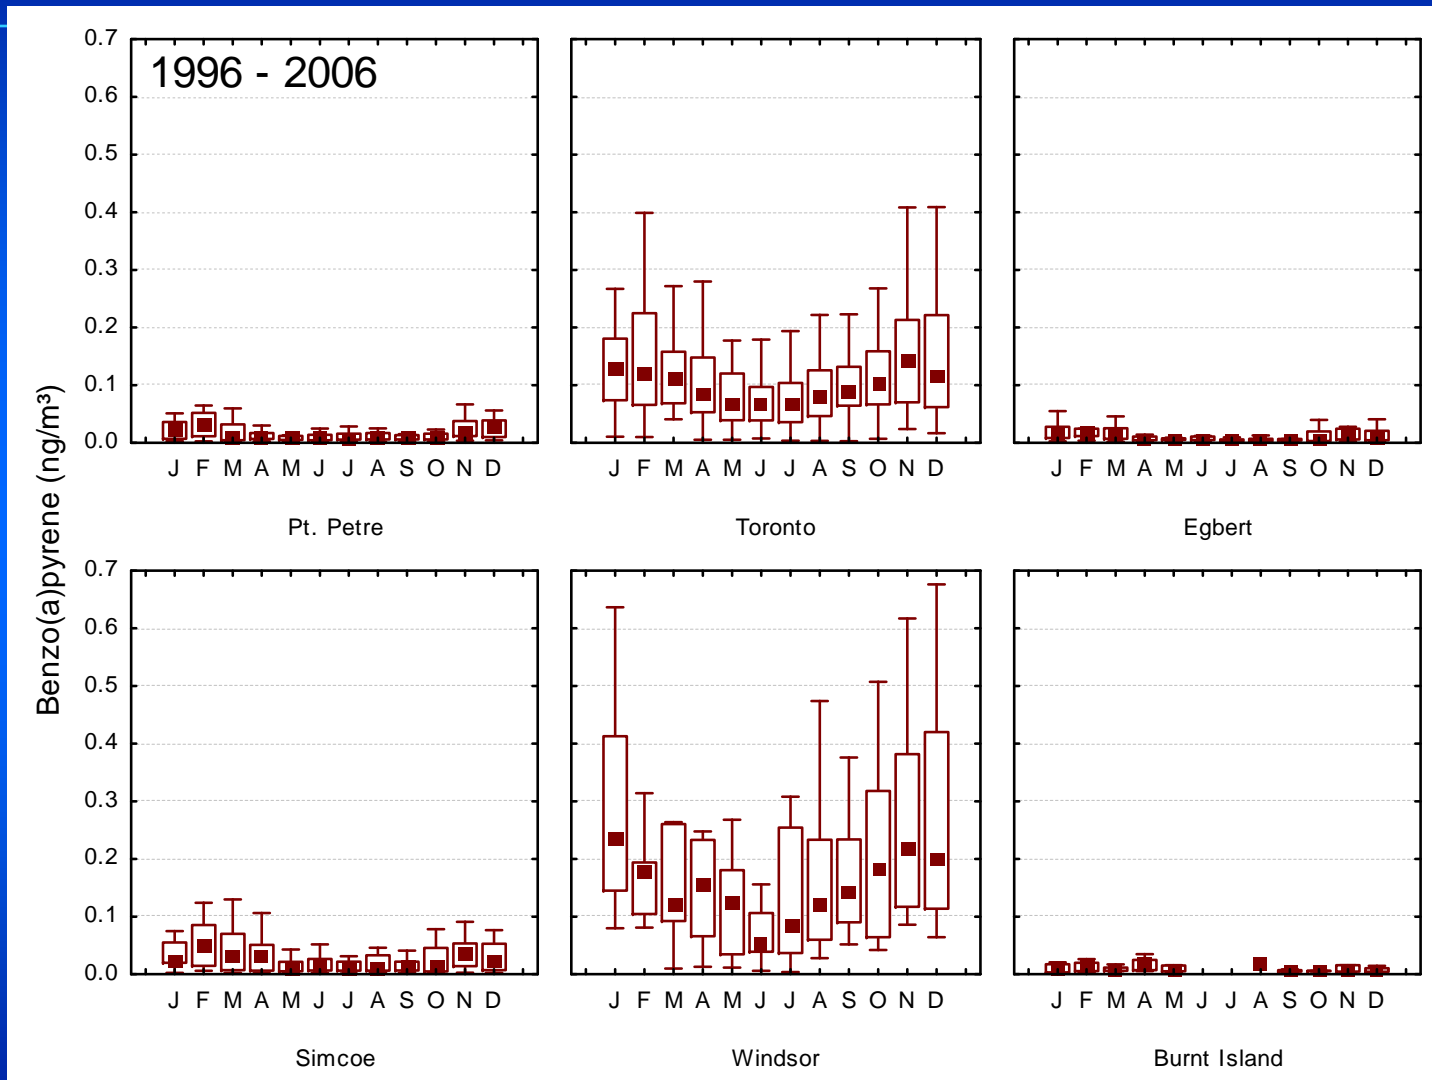 1996 - 2006
Benzo(a)pyrene (ng/m³)
0.7
0.6
0.5
0.4
0.3
0.2
0.1
0.0
J F M A M J J A S O N D
J F M A M J J A S O N D
J F M A M J J A S O N D
Pt. Petre
Toronto
Egbert
0.7
0.6
0.5
0.4
0.3
0.2
0.1
0.0
J F M A M J J A S O N D
J F M A M J J A S O N D
J F M A M J J A S O N D
Simcoe
Windsor
Burnt Island